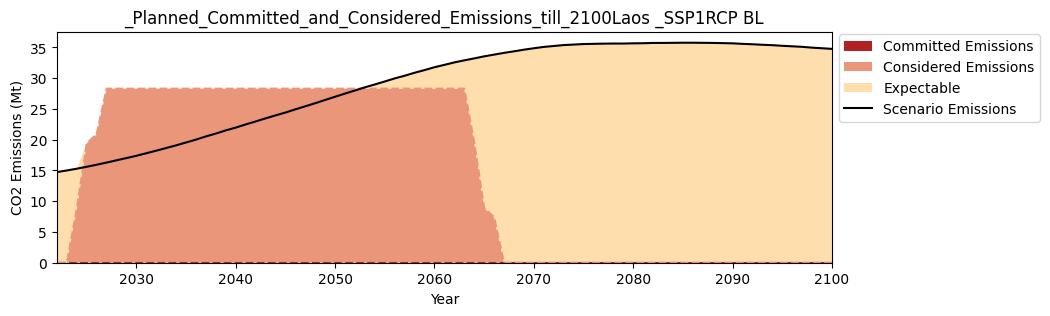 _Planned_Committed_and_Considered_Emissions_till_2100Laos _SSP1RCP BL
CO2 Emissions (Mt)
35
30
25
20
15
10
5
0
2030 2040 2050 2060 2070 2080 2090 2100
Year
Committed Emissions
Considered Emissions
Expectable
Scenario Emissions